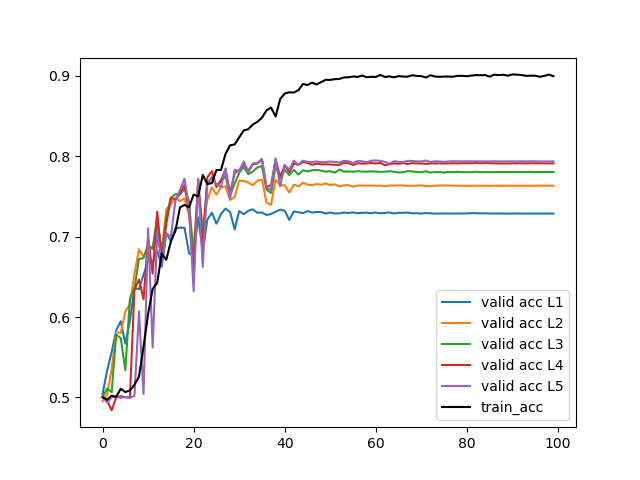 0.9
0.8
0.7
0.6
0.5
0 20 40 60 80 100
valid acc L1
valid acc L2
valid acc L3
valid acc L4
valid acc L5
train_acc